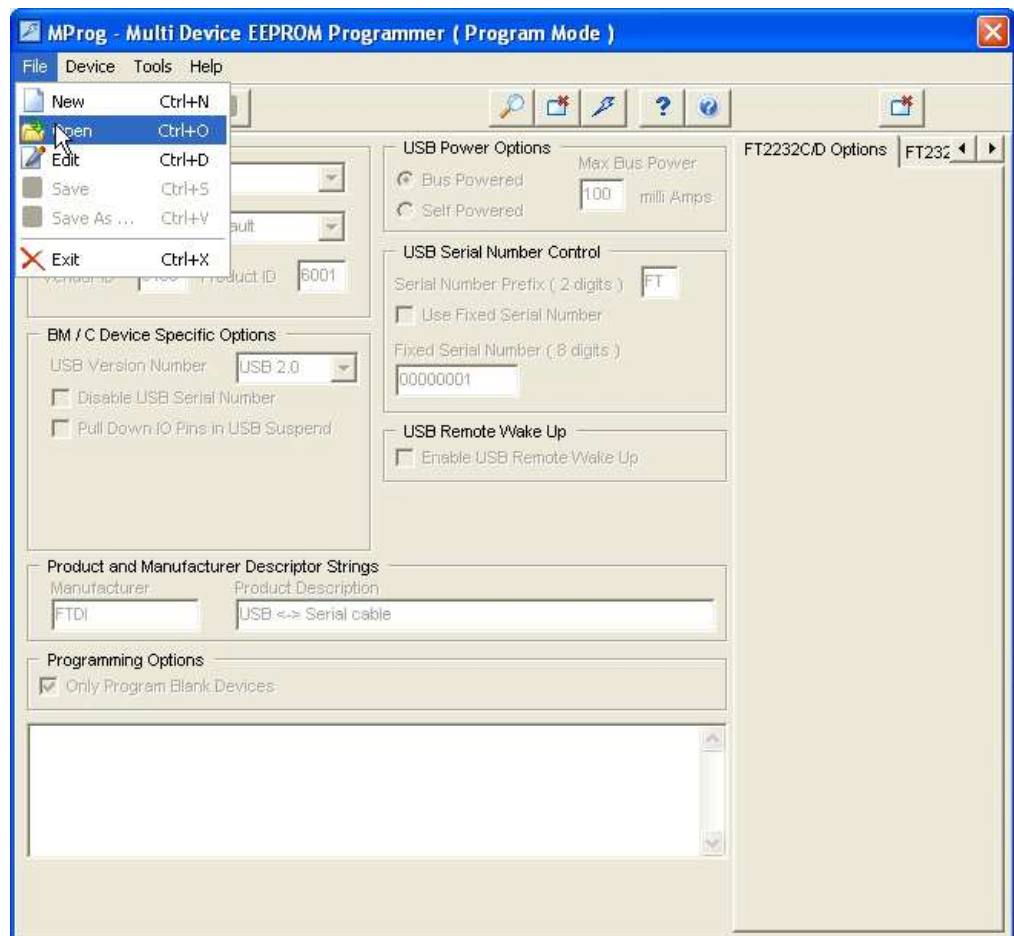 MProg - Multi Device EEPROM Programmer ( Program Mode )
File Device Tools Help
New Ctrl+N
Open Ctrl+O
Edit Ctrl+D
Save Ctrl+S
Save As ... Ctrl+V
Exit Ctrl+X
Product ID 6001
BM / C Device Specific Options
USB Version Number USB 2.0
Disable USB Serial Number
Pull Down IO Pins in USB Suspend
USB Power Options
Bus Powered
Self Powered
Max Bus Power
100 milli Amps
USB Serial Number Control
Serial Number Prefix ( 2 digits ) FT
Use Fixed Serial Number
Fixed Serial Number ( 8 digits )
00000001
USB Remote Wake Up
Enable USB Remote Wake Up
FT2232C/D Options FT232
Product and Manufacturer Descriptor Strings
Manufacturer Product Description
FTDI USB <-> Serial cable
Programming Options
Only Program Blank Devices